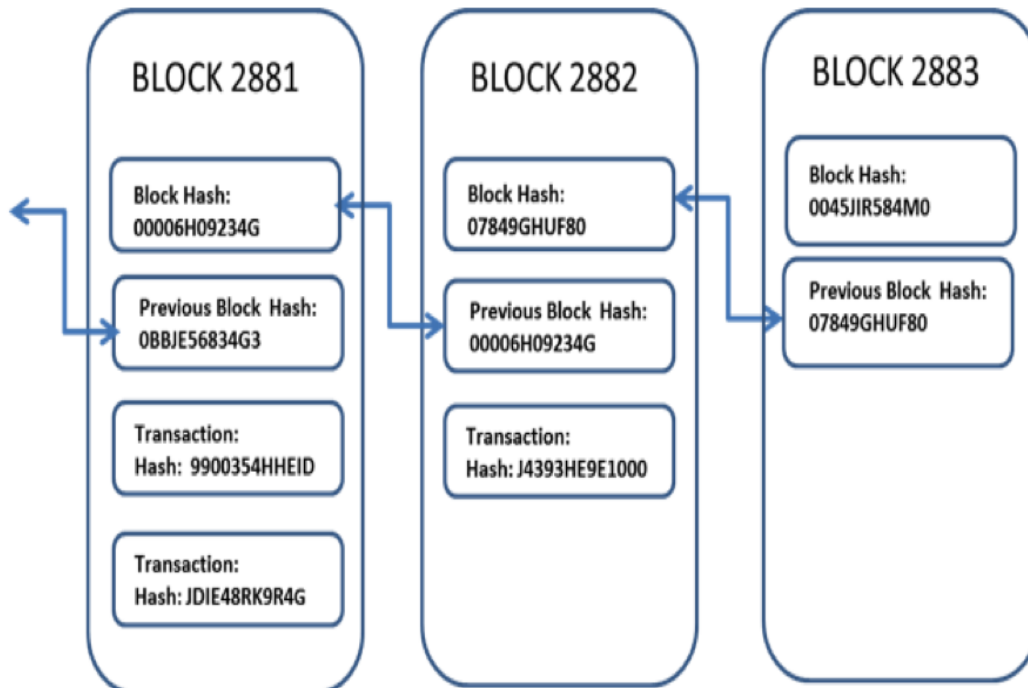 BLOCK 2881
Block Hash:
00006H09234G
Previous Block Hash:
0BBJE56834G3
Transaction:
Hash: 9900354HHEID
Transaction:
Hash: JDIE48RK9R4G
BLOCK 2882
Block Hash:
07849GHUF80
Previous Block Hash:
00006H09234G
Transaction:
Hash: J4393HE9E1000
BLOCK 2883
Block Hash:
0045JIR584M0
Previous Block Hash:
07849GHUF80